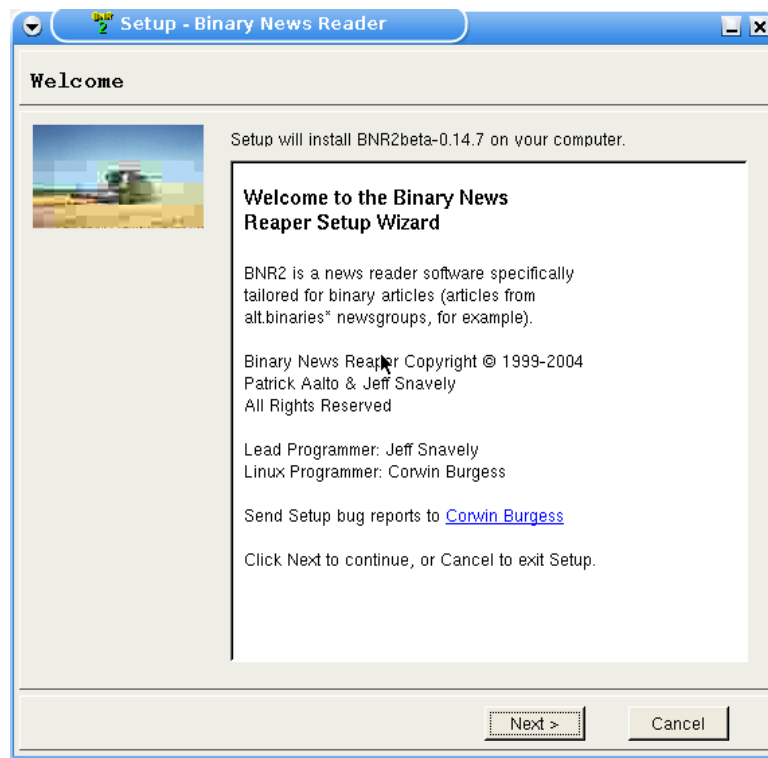 Setup - Binary News Reader
Welcome
Setup will install BNR2beta-0.14.7 on your computer.
Welcome to the Binary News
Reaper Setup Wizard
BNR2 is a news reader software specifically
tailored for binary articles (articles from
alt.binaries* newsgroups, for example).
Binary News Reaper Copyright © 1999-2004
Patrick Aalto & Jeff Snavely
All Rights Reserved
Lead Programmer: Jeff Snavely
Linux Programmer: Corwin Burgess
Send Setup bug reports to Corwin Burgess
Click Next to continue, or Cancel to exit Setup.
Next >
Cancel